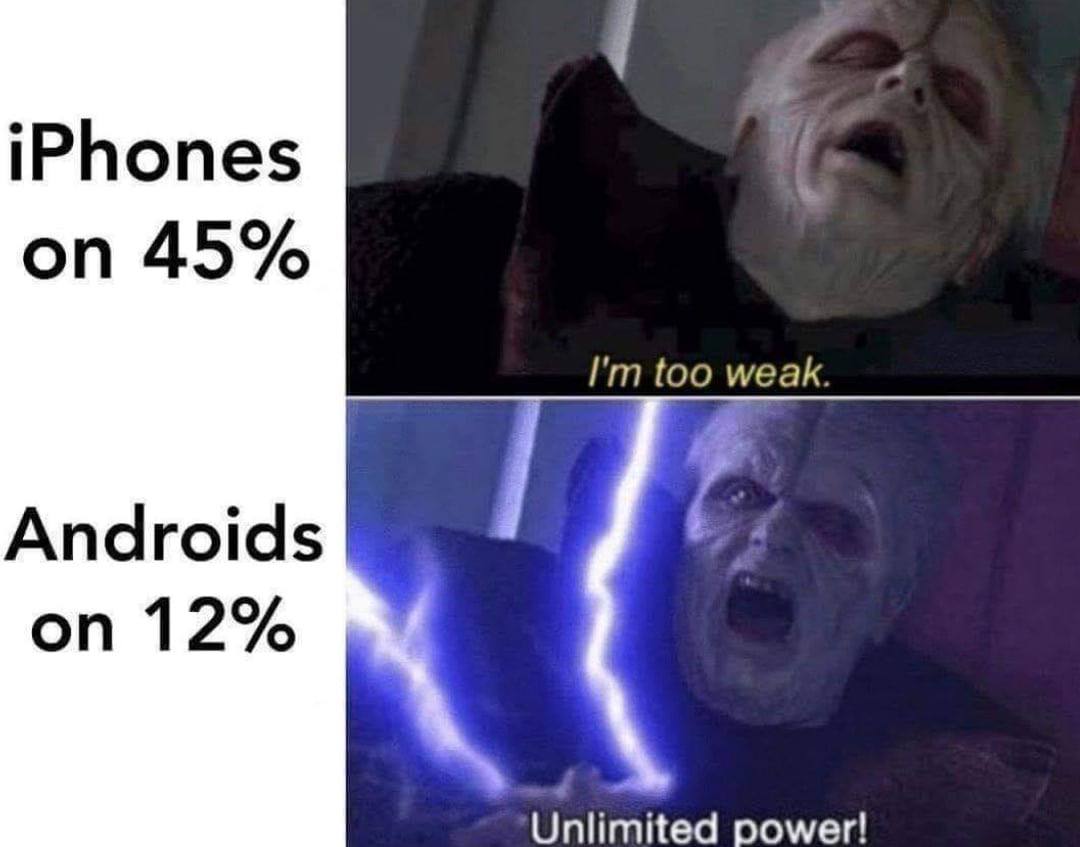 iPhones
on 45%
I'm too weak.
Androids
on 12%
Unlimited power!